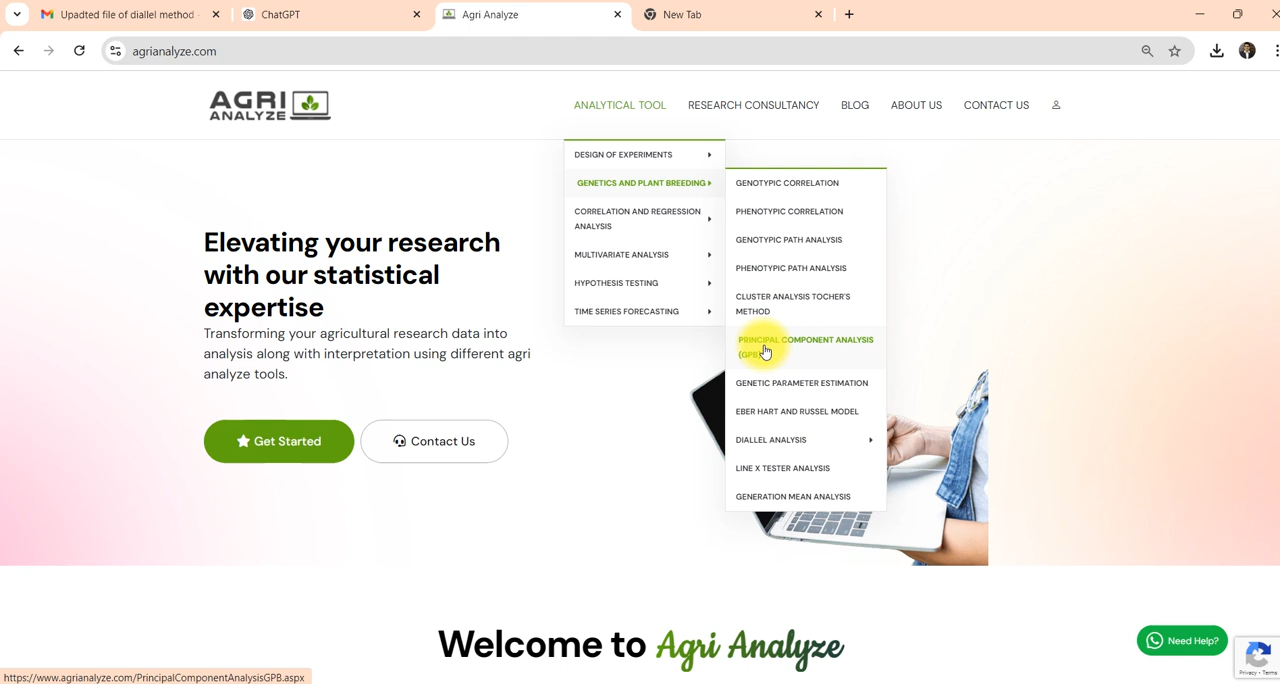 Upadted file of diallel method -
ChatGPT
Agri Analyze
New Tab
agrianalyze.com
AGRI
ANALYZE
ANALYTICAL TOOL
RESEARCH CONSULTANCY
BLOG
ABOUT US
CONTACT US
DESIGN OF EXPERIMENTS
GENETICS AND PLANT BREEDING
CORRELATION AND REGRESSION
ANALYSIS
MULTIVARIATE ANALYSIS
HYPOTHESIS TESTING
TIME SERIES FORECASTING
GENOTYPIC CORRELATION
PHENOTYPIC CORRELATION
GENOTYPIC PATH ANALYSIS
PHENOTYPIC PATH ANALYSIS
CLUSTER ANALYSIS TOCHER'S
METHOD
PRINCIPAL COMPONENT ANALYSIS
(GPB)
GENETIC PARAMETER ESTIMATION
EBER HART AND RUSSEL MODEL
DIALLEL ANALYSIS
LINE X TESTER ANALYSIS
GENERATION MEAN ANALYSIS
Elevating your research
with our statistical
expertise
Transforming your agricultural research data into
analysis along with interpretation using different agri
analyze tools.
Get Started
Contact Us
Welcome to Agri Analyze
Need Help?
Privacy - Terms
https://www.agrianalyze.com/PrincipalComponentAnalysisGPB.aspx